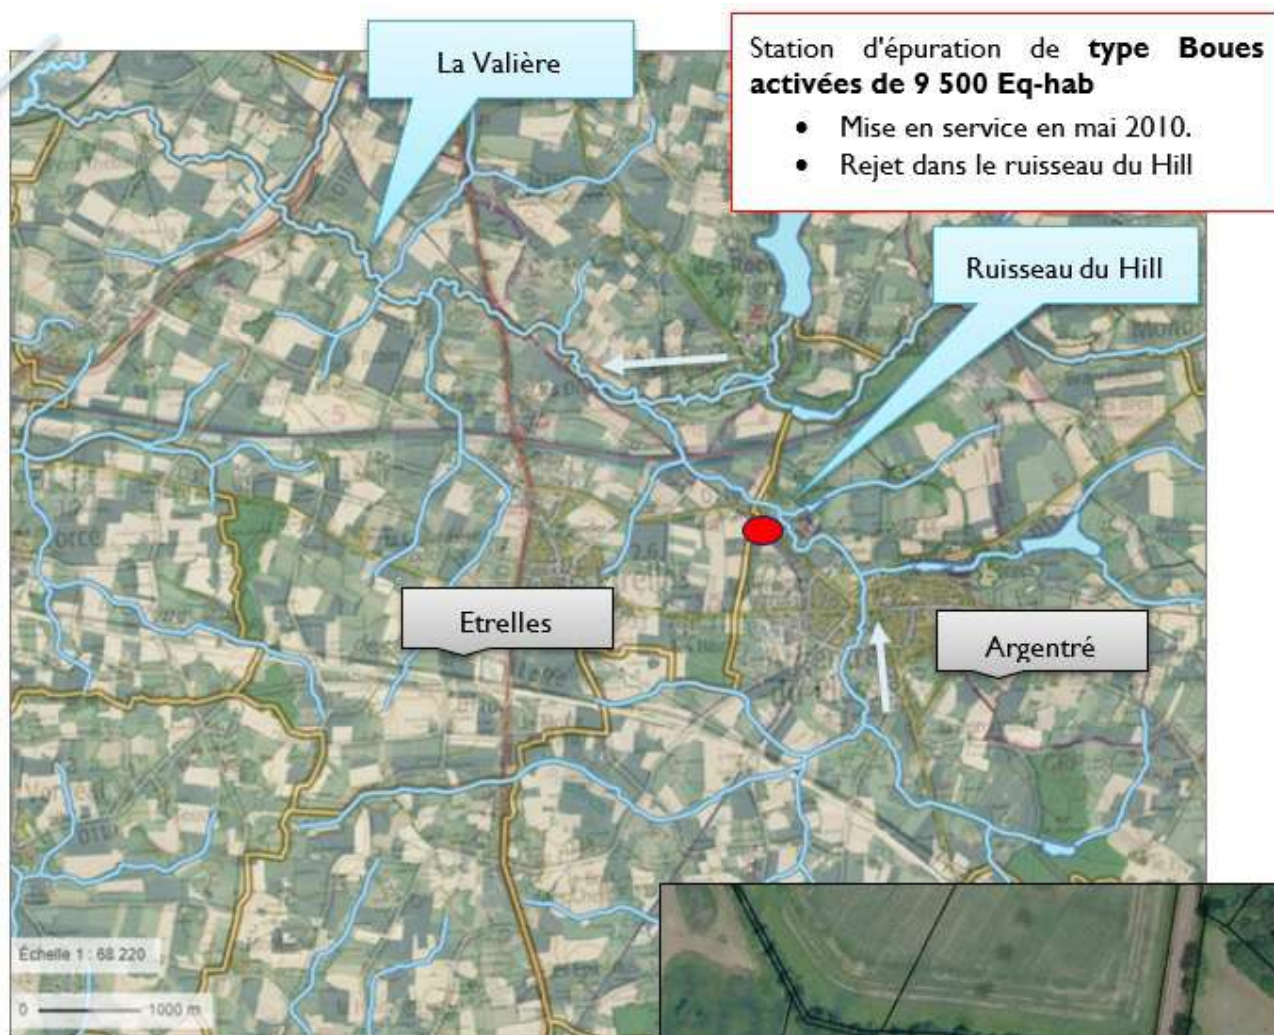 La Valière
Station d'épuration de type Boues
activées de 9 500 Eq-hab
• Mise en service en mai 2010.
• Rejet dans le ruisseau du Hill
Ruisseau du Hill
Etrelles
Argentré
Échelle 1 : 68 220
0 1000 m